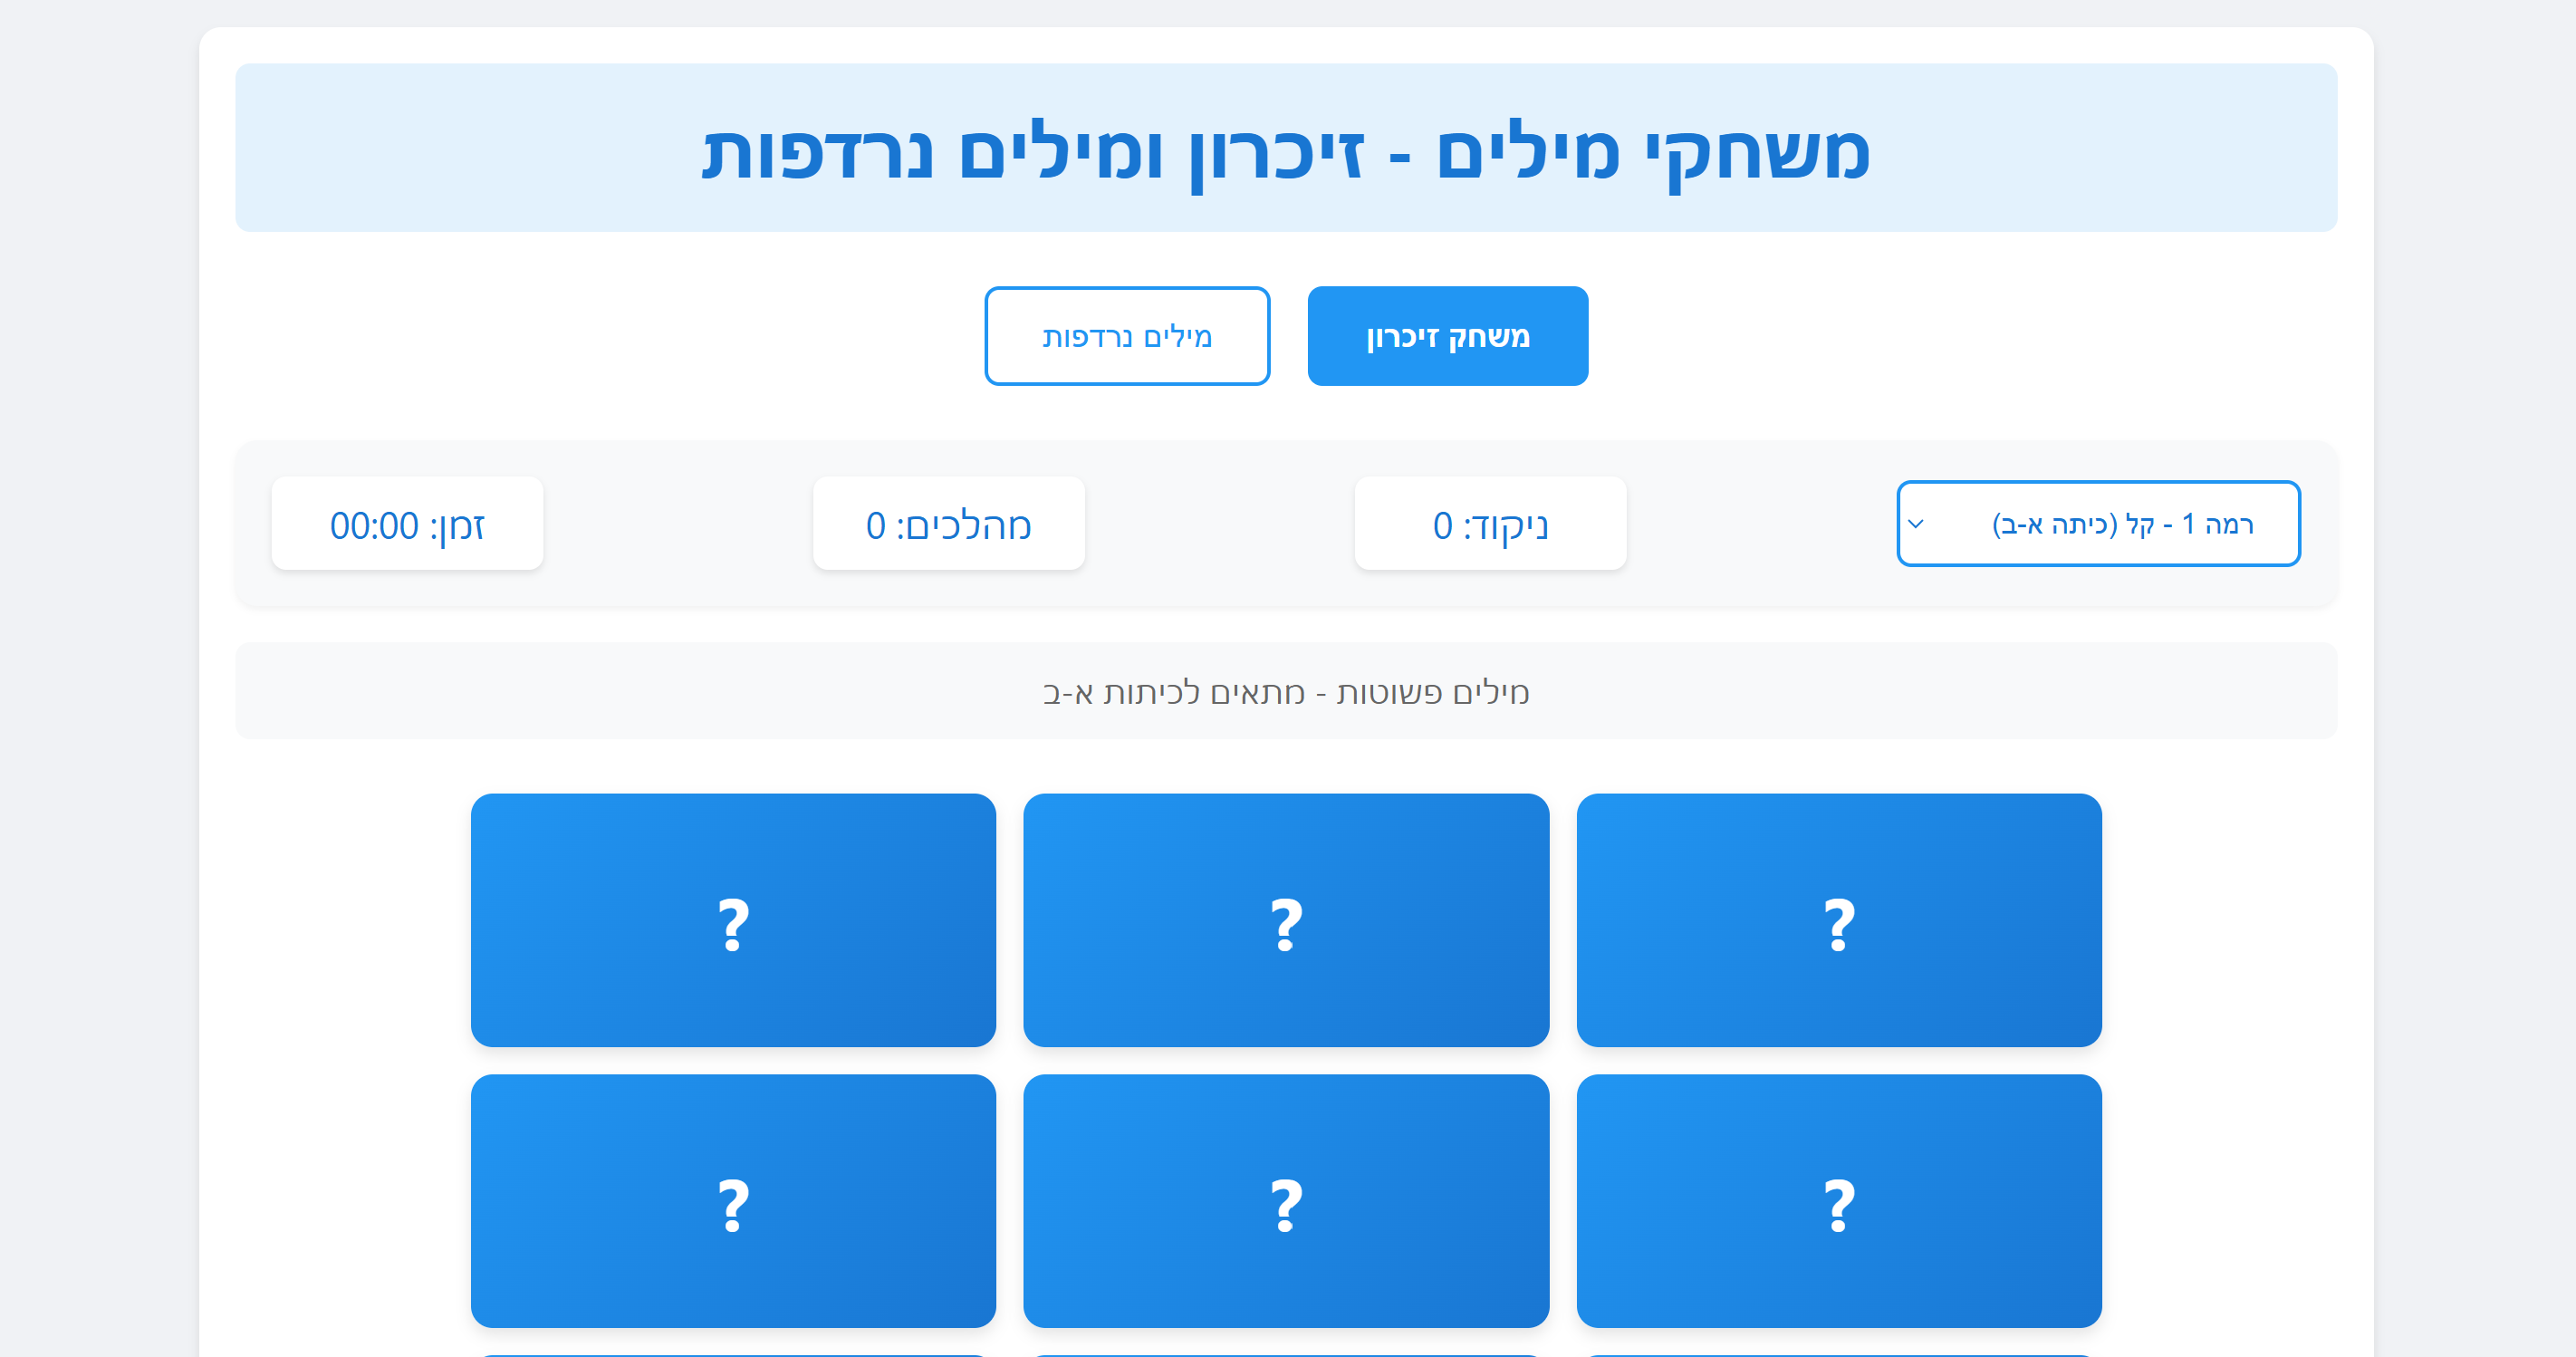 משחקי מילים - זיכרון ומילים נרדפות
משחק זיכרון
מילים נרדפות
רמה 1 - קל (כיתה א-ב)
ניקוד: 0
מהלכים: 0
זמן: 00:00
מילים פשוטות - מתאים לכיתות א-ב
? ? ?
? ? ?